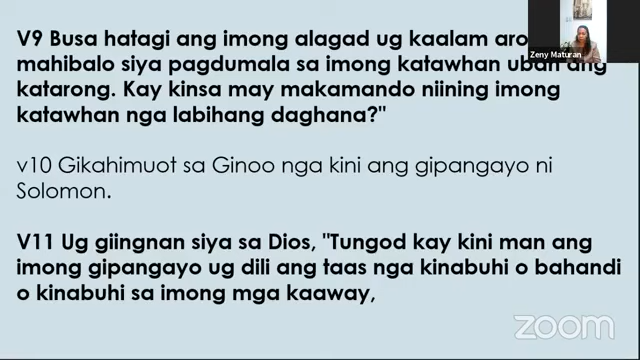 V9 Busa hatagi ang imong alagad ug kaalam aro
Zeny Maturan
mahibalo siya pagdumala sa imong katawhan uban ang
katarong. Kay kinsa may makamando niining imong
katawhan nga labihang daghana?"
v10 Gikahimuot sa Ginoo nga kini ang gipangayo ni
Solomon.
V11 Ug giingnan siya sa Dios, "Tungod kay kini man ang
imong gipangayo ug dili ang taas nga kinabuhi o bahandi
o kinabuhi sa imong mga kaaway,
zoom